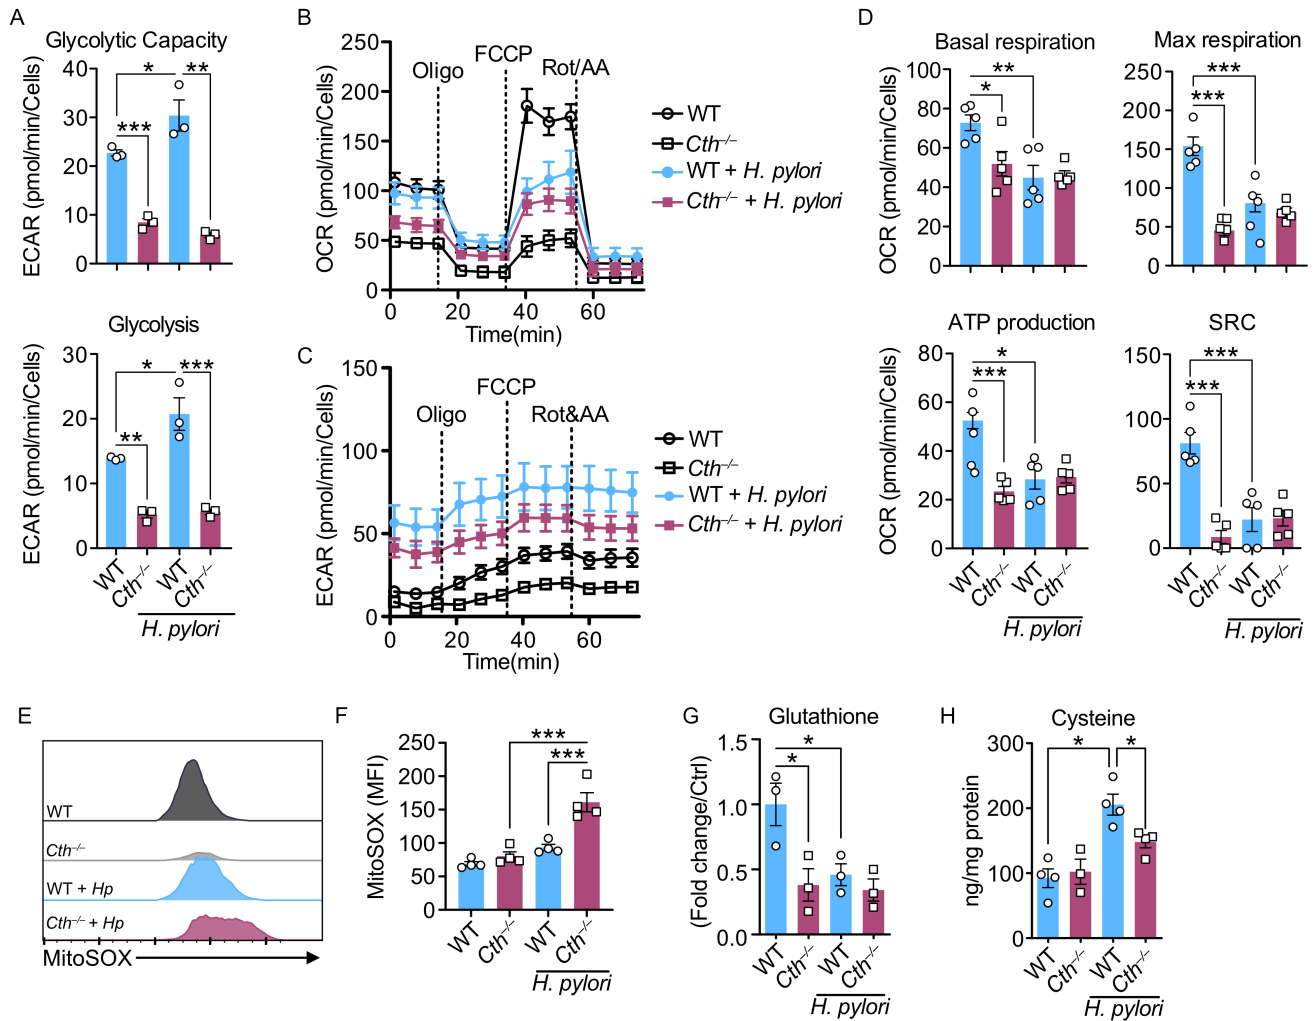 A
Glycolytic Capacity
ECAR (pmol/min/Cells)
40
30
20
10
0
*
**
***
Glycolysis
ECAR (pmol/min/Cells)
30
20
10
0
*
***
**
WT
Cth–/–
WT
Cth–/–
H. pylori
B
OCR (pmol/min/Cells)
250
200
150
100
50
0
Oligo
FCCP
Rot/AA
0
20
40
60
Time(min)
WT
Cth–/–
WT + H. pylori
Cth–/– + H. pylori
C
ECAR (pmol/min/Cells)
150
100
50
0
Oligo
FCCP
Rot&AA
0
20
40
60
Time(min)
WT
Cth–/–
WT + H. pylori
Cth–/– + H. pylori
D
Basal respiration
OCR (pmol/min/Cells)
100
80
60
40
20
0
**
*
Max respiration
250
200
150
100
50
0
***
***
ATP production
OCR (pmol/min/Cells)
80
60
40
20
0
*
***
WT
Cth–/–
WT
Cth–/–
H. pylori
SRC
150
100
50
0
***
***
WT
Cth–/–
WT
Cth–/–
H. pylori
E
WT
Cth–/–
WT + Hp
Cth–/– + Hp
MitoSOX
F
MitoSOX (MFI)
250
200
150
100
50
0
***
***
WT
Cth–/–
WT
Cth–/–
H. pylori
G
Glutathione
(Fold change/Ctrl)
1.5
1.0
0.5
0.0
*
*
WT
Cth–/–
WT
Cth–/–
H. pylori
H
Cysteine
ng/mg protein
300
200
100
0
*
*
WT
Cth–/–
WT
Cth–/–
H. pylori